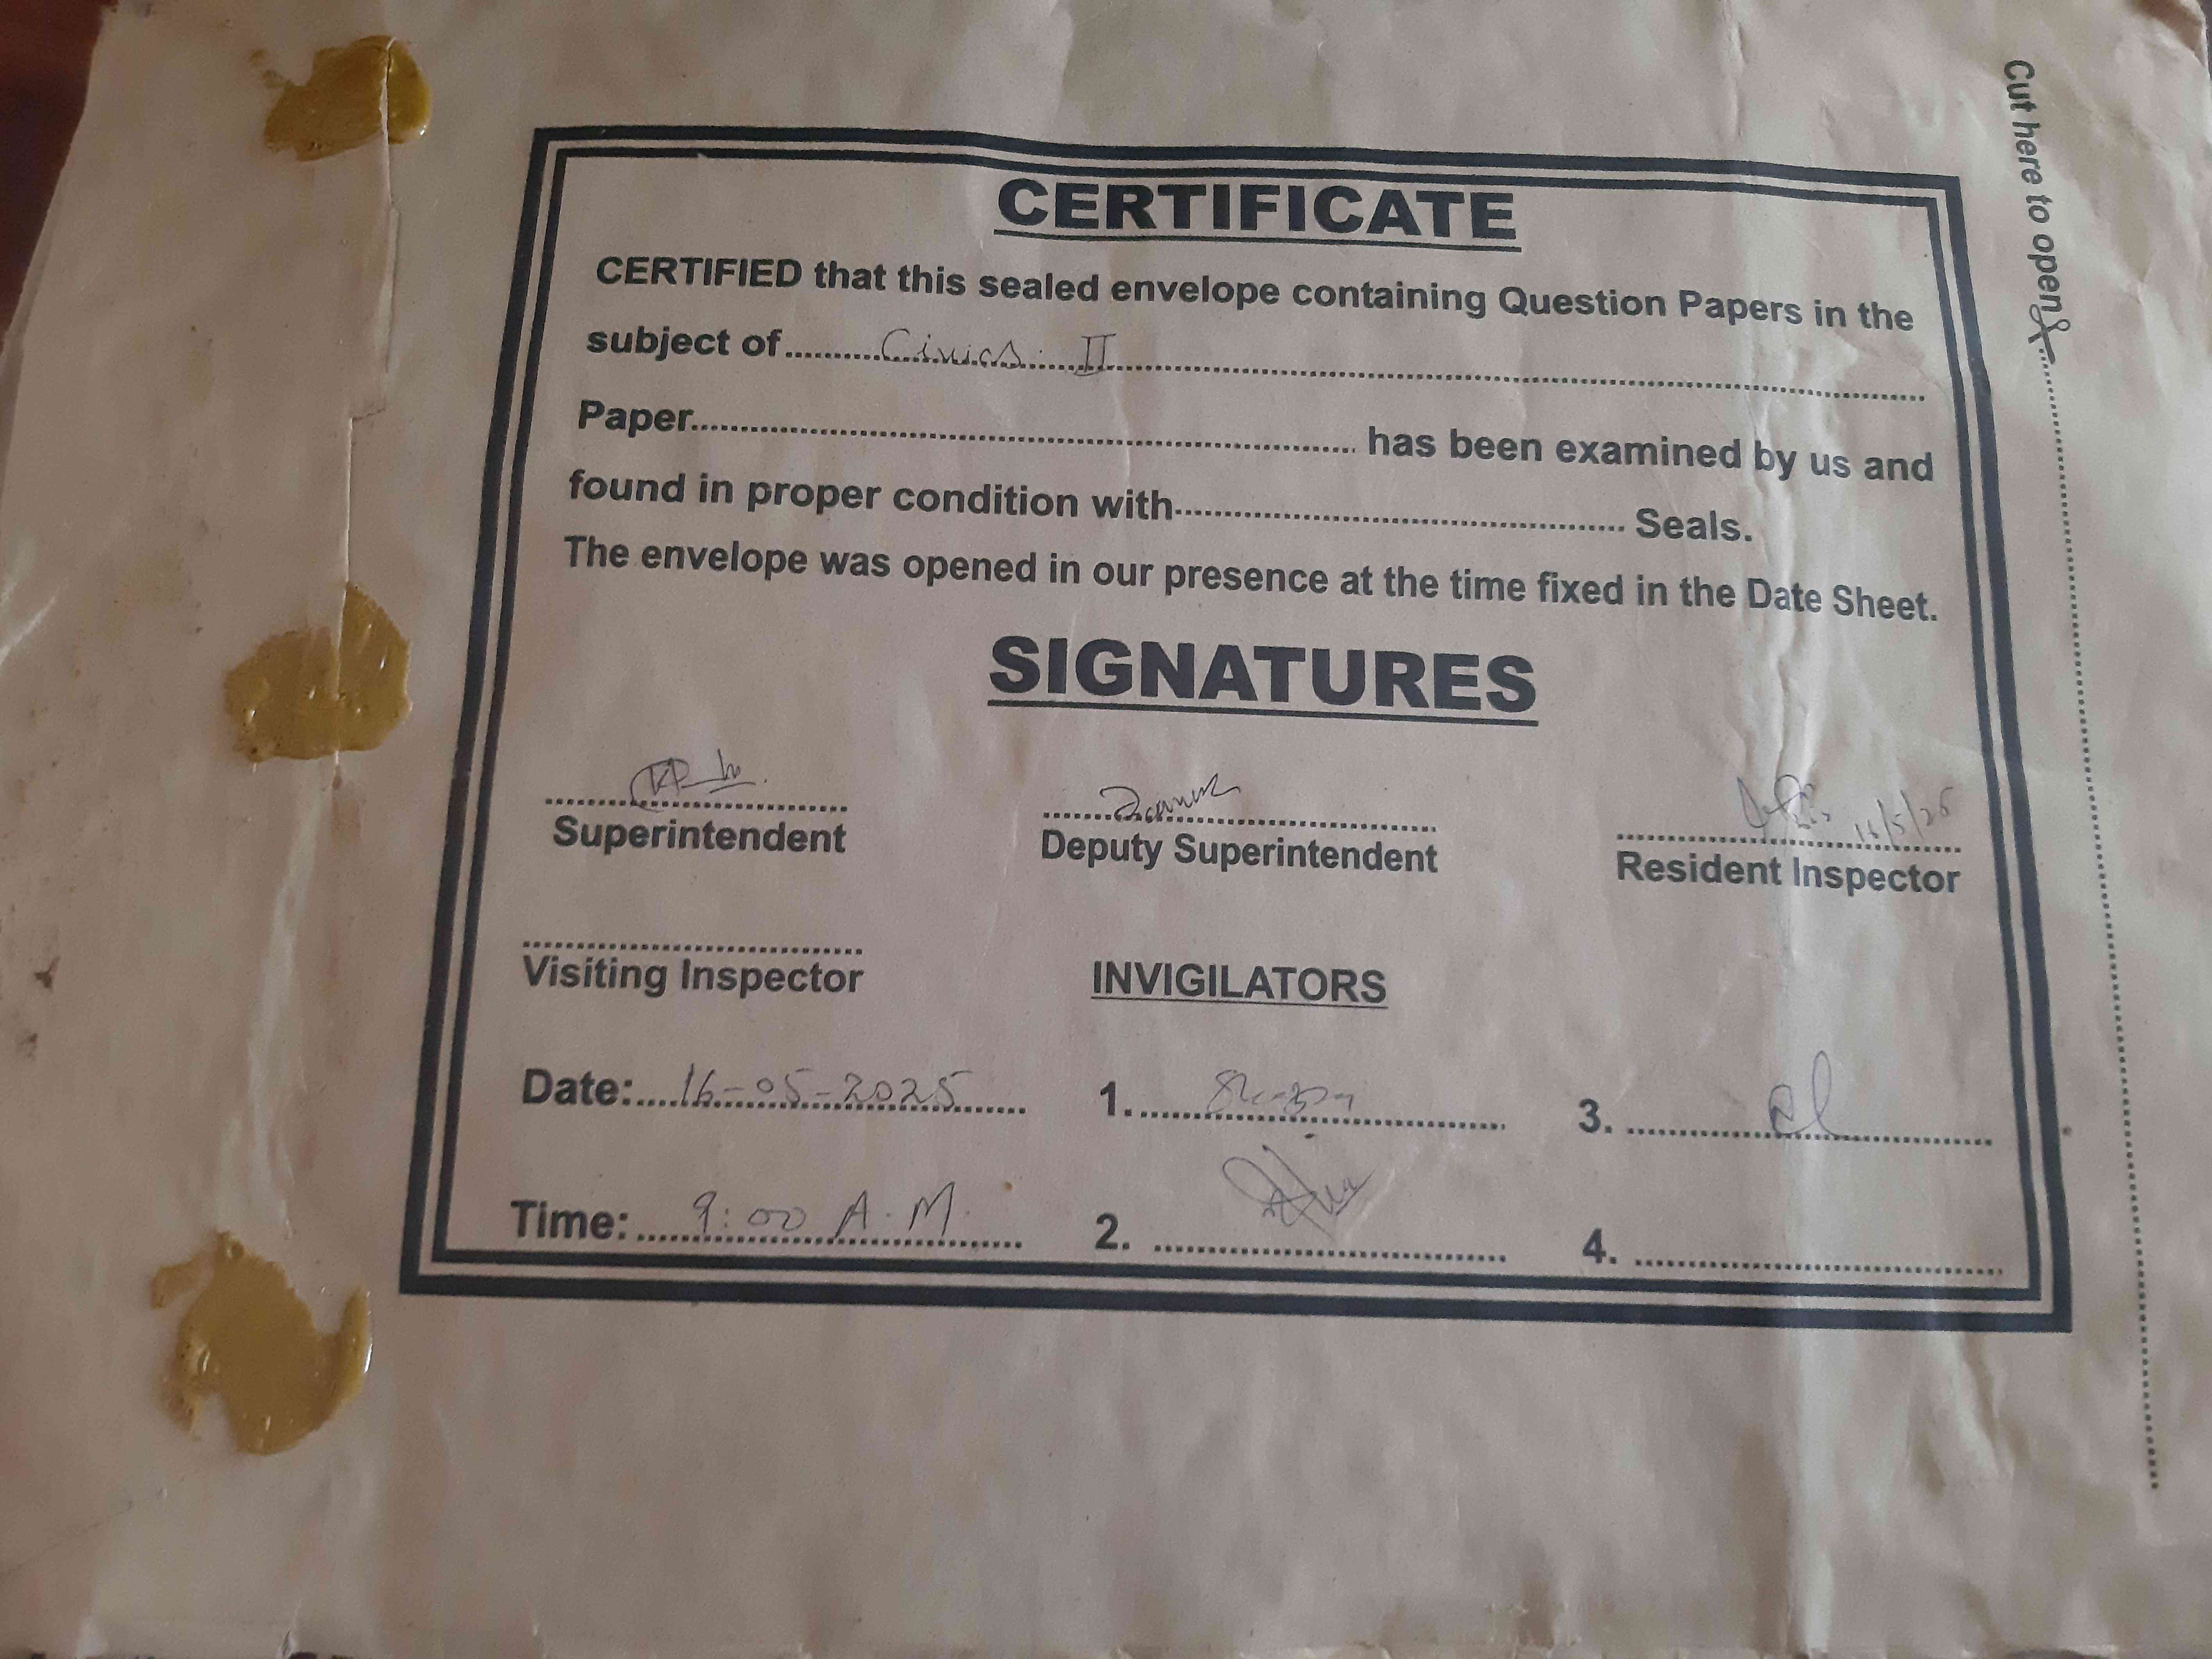 CERTIFICATE
CERTIFIED that this sealed envelope containing Question Papers in the
subject of..........Civics II..........
Paper.......... has been examined by us and
found in proper condition with.......... Seals.
The envelope was opened in our presence at the time fixed in the Date Sheet.
SIGNATURES
Superintendent Deputy Superintendent 16/5/25 Resident Inspector
Visiting Inspector INVIGILATORS
Date:....16-05-2025.... 1. 3.
Time:....9:00 A.M..... 2. 4.
Cut here to open